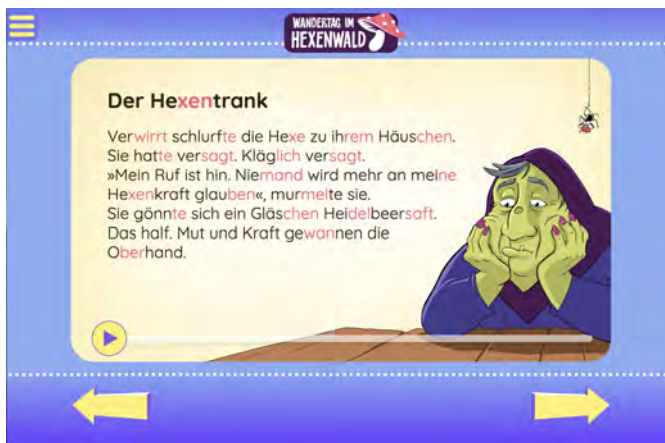 WANDERTAG IM
HEXENWALD
Der Hexentrank
Verwirrt schlurfte die Hexe zu ihrem Häuschen.
Sie hatte versagt. Kläglich versagt.
»Mein Ruf ist hin. Niemand wird mehr an meine
Hexenkraft glauben«, murmelte sie.
Sie gönnte sich ein Gläschen Heidelbeersaft.
Das half. Mut und Kraft gewannen die
Oberhand.